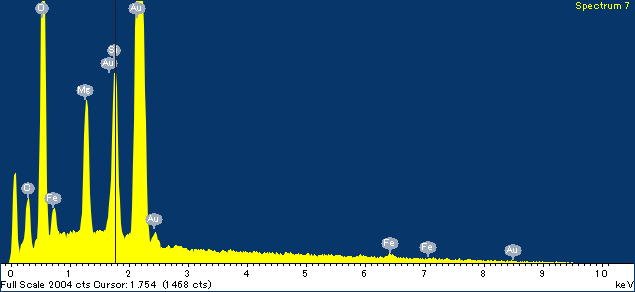 Spectrum 7
O
Au
Si
Au
Mg
C
Fe
Au
Fe
Fe
Au
0 1 2 3 4 5 6 7 8 9 10
Full Scale 2004 cts Cursor: 1.754 (1468 cts) keV